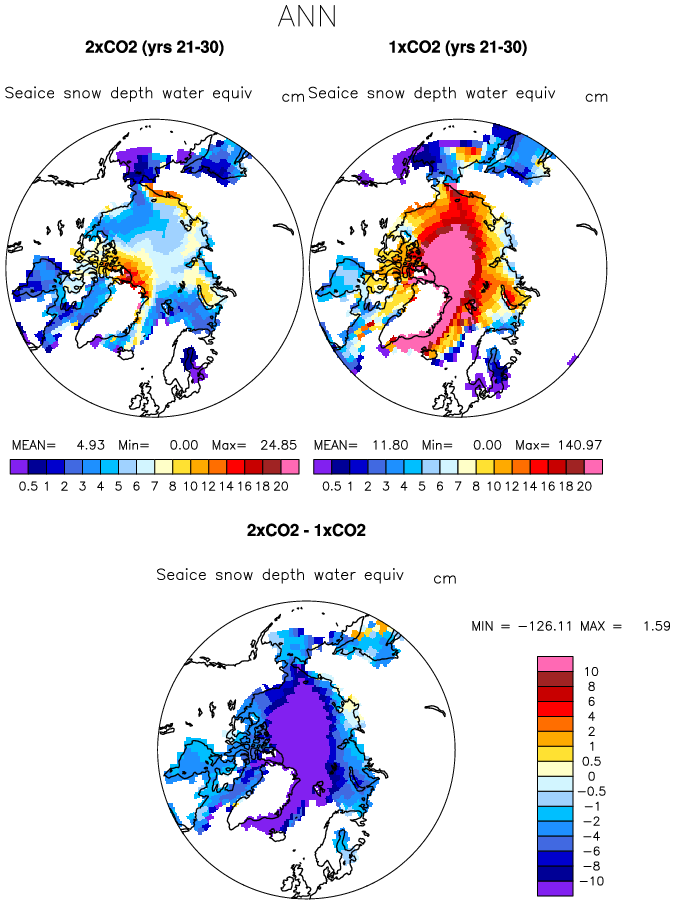 ANN
2xCO2 (yrs 21-30) 1xCO2 (yrs 21-30)
Seaice snow depth water equiv cm Seaice snow depth water equiv cm
MEAN= 4.93 Min= 0.00 Max= 24.85 MEAN= 11.80 Min= 0.00 Max= 140.97
0.5 1 2 3 4 5 6 7 8 10 12 14 16 18 20 0.5 1 2 3 4 5 6 7 8 10 12 14 16 18 20
2xCO2 - 1xCO2
Seaice snow depth water equiv cm
MIN = -126.11 MAX = 1.59
10
8
6
4
2
1
0.5
0
-0.5
-1
-2
-4
-6
-8
-10